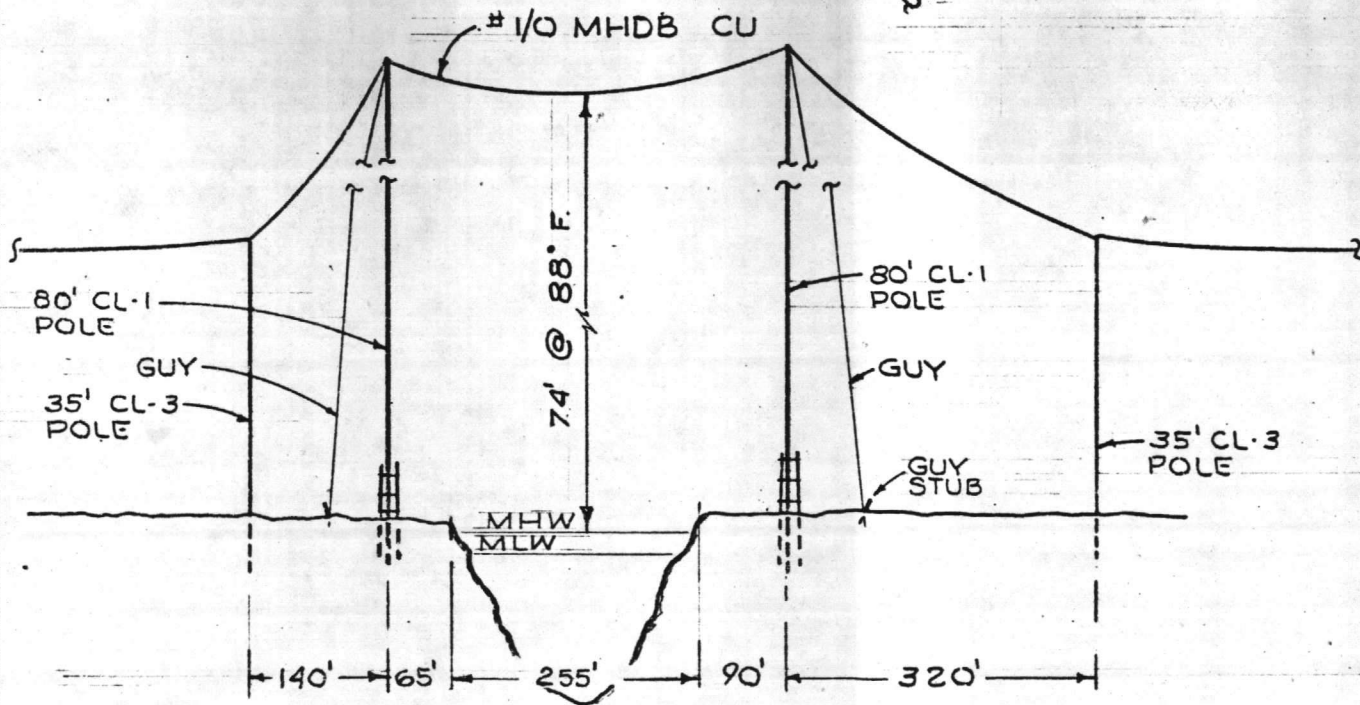 # 1/0 MHDB CU
74' @ 88° F.
80' CL-1
POLE
GUY
35' CL-3
POLE
80' CL-1
POLE
GUY
35' CL-3
POLE
GUY
STUB
MHW
MLW
140'
65'
255'
90'
320'